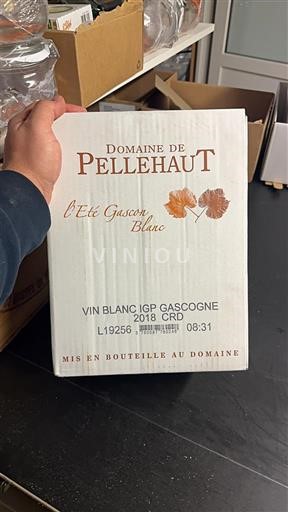 DOMAINE DE
PELLEHAUT
l'Eté Gascon
Blanc
VINIOU
VIN BLANC IGP GASCOGNE
2018 CRD
L19256 08:31
MIS EN BOUTEILLE AU DOMAINE